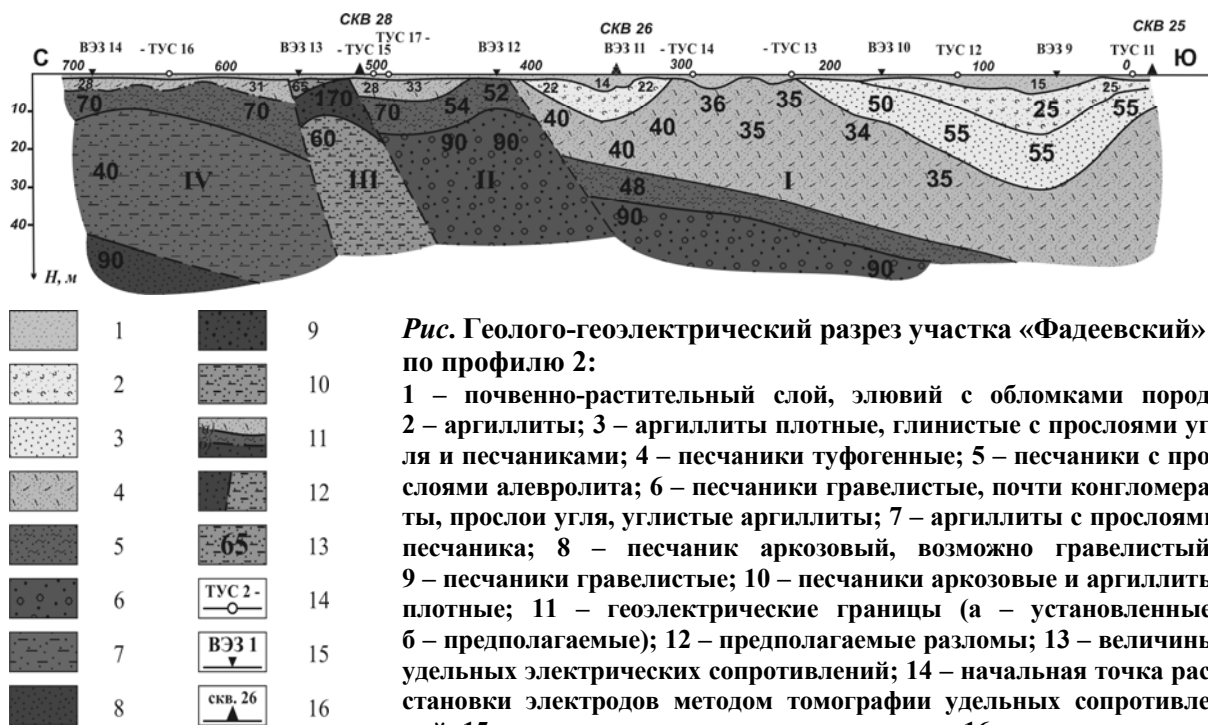 СКВ 28 СКВ 26 СКВ 25
ВЭЗ 14 - ТУС 16 ВЭЗ 13 - ТУС 15 ТУС 17 - ВЭЗ 12 ВЭЗ 11 - ТУС 14 - ТУС 13 ВЭЗ 10 ТУС 12 ВЭЗ 9 ТУС 11
С 700 600 500 400 300 200 100 0 Ю
28 31 65 170 28 33 52 22 14 22 36 35 50 15 25 25 55
10 70 70 70 54 40
20 60 90 90 40 40 35 34 55 55
30 40 IV III II 48 I 35
40 90 90 90
Н, м
1 9
2 10
3 11
4 12
5 65 13
6 ТУС 2 - 14
7 ВЭЗ 1 15
8 скв. 26 16
Рис. Геолого-геоэлектрический разрез участка «Фадеевский»
по профилю 2:
1 – почвенно-растительный слой, элювий с обломками пород
2 – аргиллиты; 3 – аргиллиты плотные, глинистые с прослоями уг
ля и песчаниками; 4 – песчаники туфогенные; 5 – песчаники с про
слоями алевролита; 6 – песчаники гравелистые, почти конгломера
ты, прослои угля, углистые аргиллиты; 7 – аргиллиты с прослоями
песчаника; 8 – песчаник аркозовый, возможно гравелистый
9 – песчаники гравелистые; 10 – песчаники аркозовые и аргиллиты
плотные; 11 – геоэлектрические границы (а – установленные
б – предполагаемые); 12 – предполагаемые разломы; 13 – величины
удельных электрических сопротивлений; 14 – начальная точка рас
становки электродов методом томографии удельных сопротивле